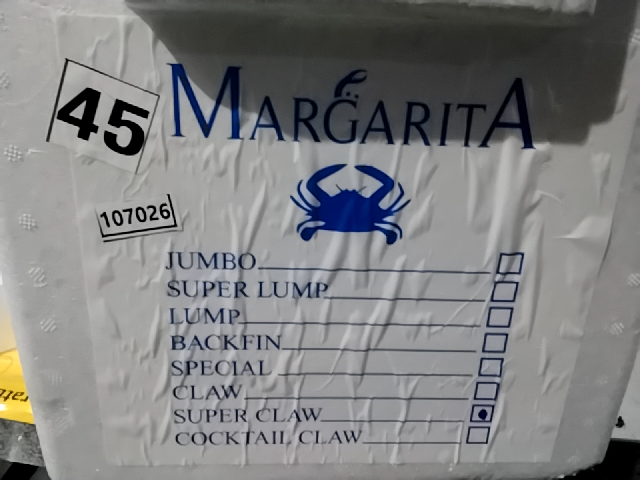 45
MARGARITA
107026
JUMBO
SUPER LUMP
LUMP
BACKFIN
SPECIAL
CLAW
SUPER CLAW
COCKTAIL CLAW